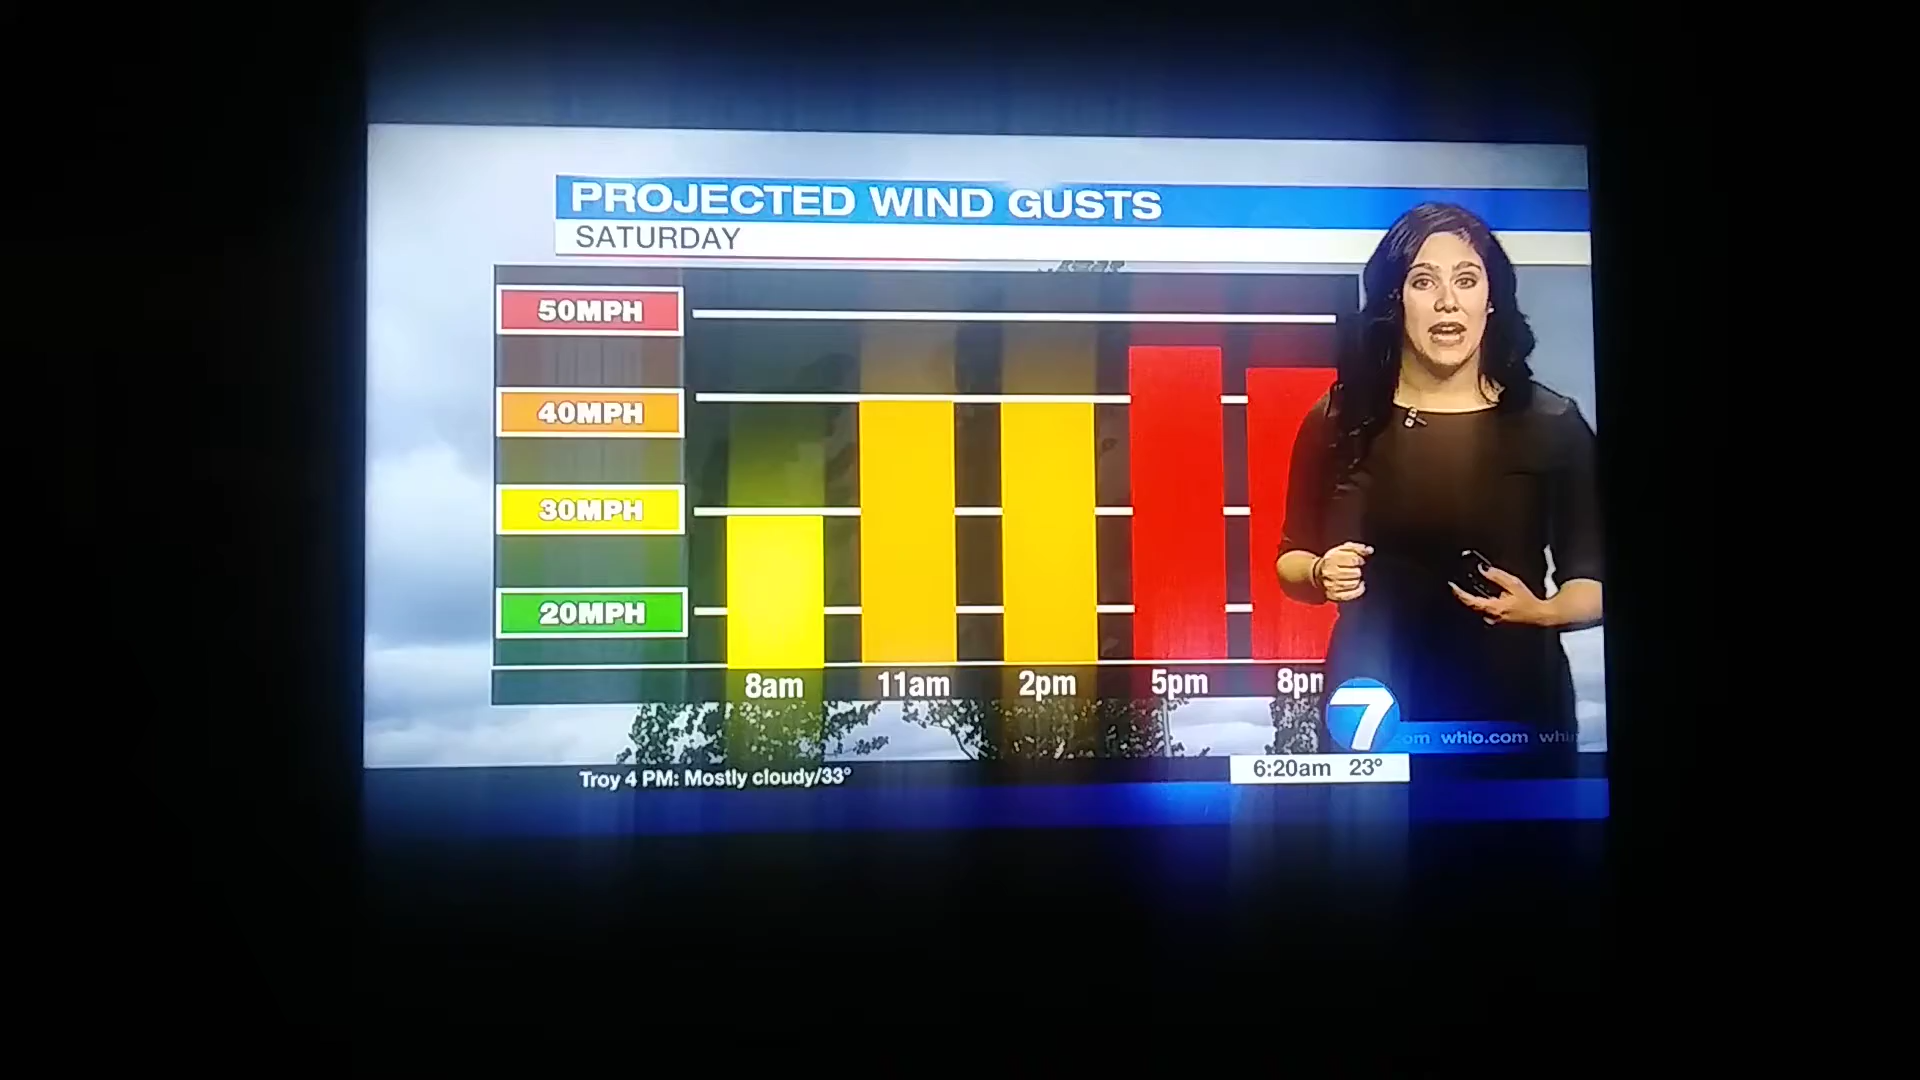 PROJECTED WIND GUSTS
SATURDAY
50MPH
40MPH
30MPH
20MPH
8am 11am 2pm 5pm
7
whio.com
Troy 4 PM: Mostly cloudy/33°
6:20am 23°